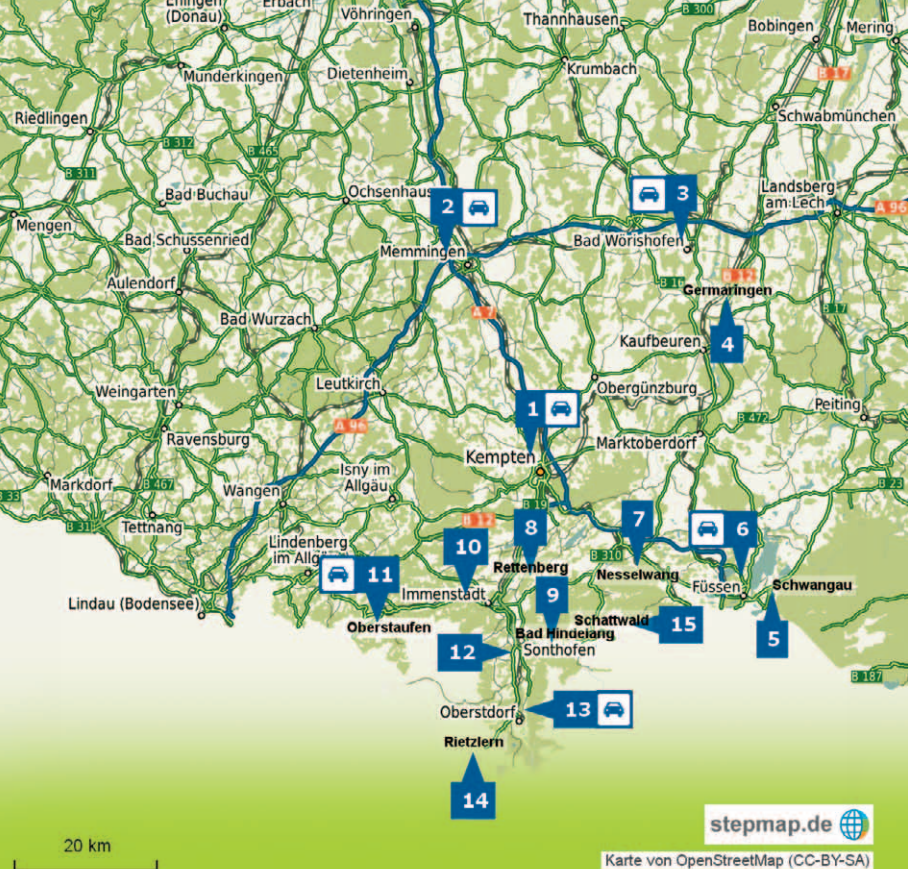 (Donau)
Erbach
Vöhringen
Thannhausen
B 300
Bobingen
Mering
Munderkingen
Dietenheim
Krumbach
B 17
Riedlingen
Schwabmünchen
B 312
B 465
B 311
Bad Buchau
Ochsenhaus
2
3
Landsberg
am Lech
A 96
Mengen
Bad Schussenried
Memmingen
Bad Wörishofen
Aulendorf
B 12
B 16
Germaringen
A 7
B 17
Bad Wurzach
Kaufbeuren
4
Leutkirch
Obergünzburg
Weingarten
1
Peiting
B 472
A 96
Ravensburg
Marktoberdorf
Kempten
Isny im
Allgäu
Markdorf
B 467
B 33
B 23
Wangen
B 19
B 12
7
6
8
B 31
Tettnang
Lindenberg
im Allg
10
B 310
Rettenberg
Nesselwang
11
Füssen
Schwangau
Immenstadt
9
Lindau (Bodensee)
Oberstaufen
Schattwald
15
Bad Hindelang
5
12
Sonthofen
B 187
Oberstdorf
13
Rietzlern
14
stepmap.de
20 km
Karte von OpenStreetMap (CC-BY-SA)